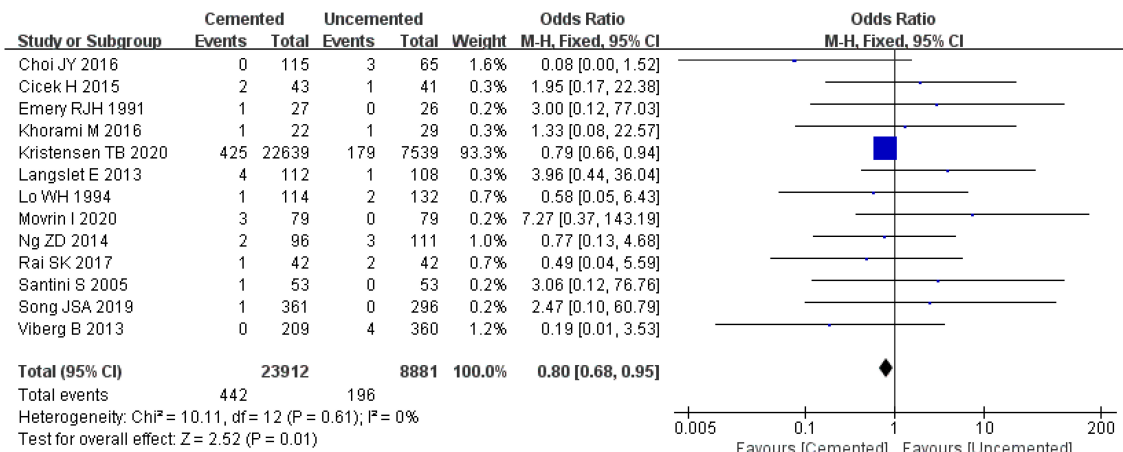 Cemented Uncemented Odds Ratio Odds Ratio
Study or Subgroup Events Total Events Total Weight M-H, Fixed, 95% CI M-H, Fixed, 95% CI
Choi JY 2016 0 115 3 65 1.6% 0.08 [0.00, 1.52]
Cicek H 2015 2 43 1 41 0.3% 1.95 [0.17, 22.38]
Emery RJH 1991 1 27 0 26 0.1% 3.00 [0.12, 77.03]
Khorami M 2016 1 22 1 29 0.3% 1.33 [0.08, 22.57]
Kristensen TB 2020 425 22639 179 7539 93.3% 0.79 [0.66, 0.94]
Langslet E 2013 4 112 1 108 0.4% 3.96 [0.44, 36.04]
Lo WH 1994 1 114 2 132 0.7% 0.58 [0.05, 6.43]
Movrin I 2020 3 79 0 79 0.2% 7.27 [0.37, 143.19]
Ng ZD 2014 2 96 3 111 1.0% 0.77 [0.13, 4.68]
Rai SK 2017 1 42 2 42 0.7% 0.49 [0.04, 5.59]
Santini S 2005 1 53 0 53 0.2% 3.06 [0.12, 76.76]
Song JSA 2019 1 361 0 296 0.2% 2.47 [0.10, 60.79]
Viberg B 2013 0 209 4 360 1.2% 0.19 [0.01, 3.53]
Total (95% CI) 23912 8881 100.0% 0.80 [0.68, 0.95]
Total events 442 196
Heterogeneity: Chi² = 10.11, df = 12 (P = 0.61); I² = 0%
Test for overall effect: Z = 2.52 (P = 0.01)
0.005 0.1 1 10 200
Favours [Cemented] Favours [Uncemented]